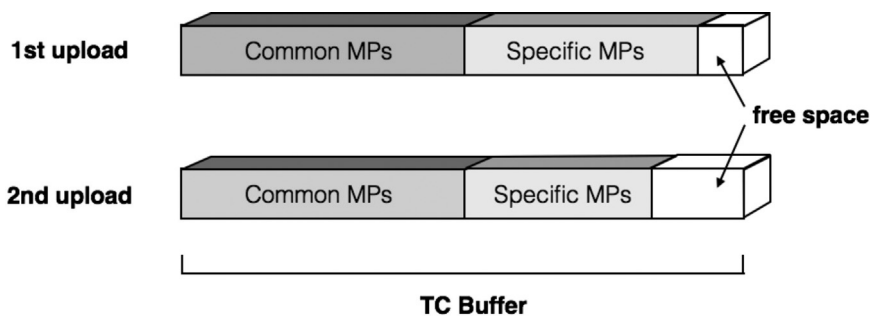 1st upload
Common MPs
Specific MPs
free space
2nd upload
Common MPs
Specific MPs
TC Buffer